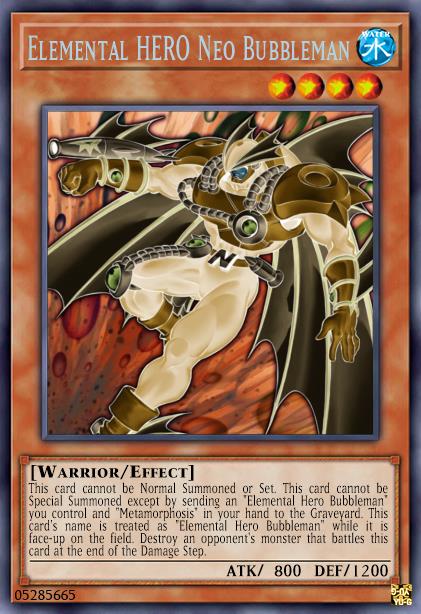 Elemental HERO Neo Bubbleman
WATER
水
N
[Warrior/Effect]
This card cannot be Normal Summoned or Set. This card cannot be
Special Summoned except by sending an "Elemental Hero Bubbleman"
you control and "Metamorphosis" in your hand to the Graveyard. This
card's name is treated as "Elemental Hero Bubbleman" while it is
face-up on the field. Destroy an opponent's monster that battles
this card at the end of the Damage Step.
ATK/ 800 DEF/1200
05285665